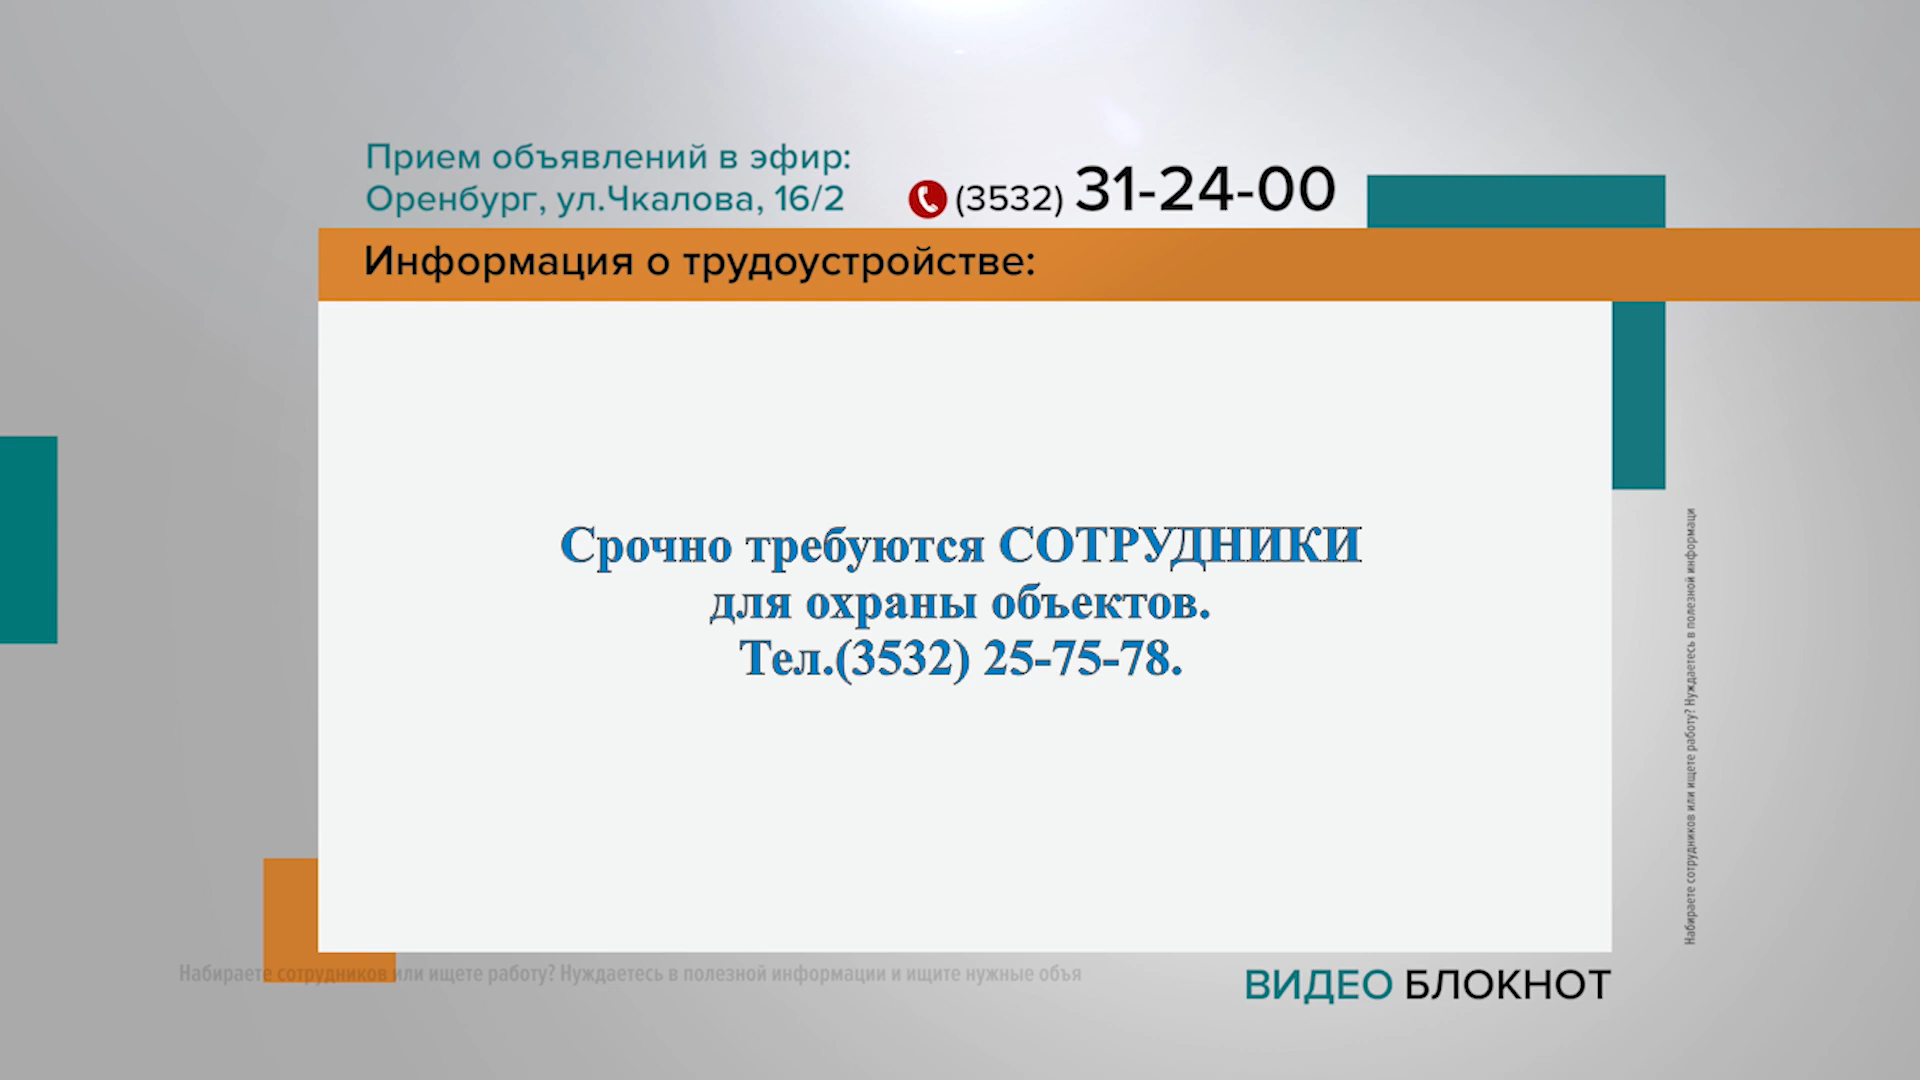 Прием объявлений в эфир:
Оренбург, ул.Чкалова, 16/2
(3532) 31-24-00
Информация о трудоустройстве:
Срочно требуются СОТРУДНИКИ
для охраны объектов.
Тел.(3532) 25-75-78.
Набираете сотрудников или ищете работу? Нуждаетесь в полезной информаци
Набираете сотрудников или ищете работу? Нуждаетесь в полезной информации и ищите нужные объя
ВИДЕО БЛОКНОТ